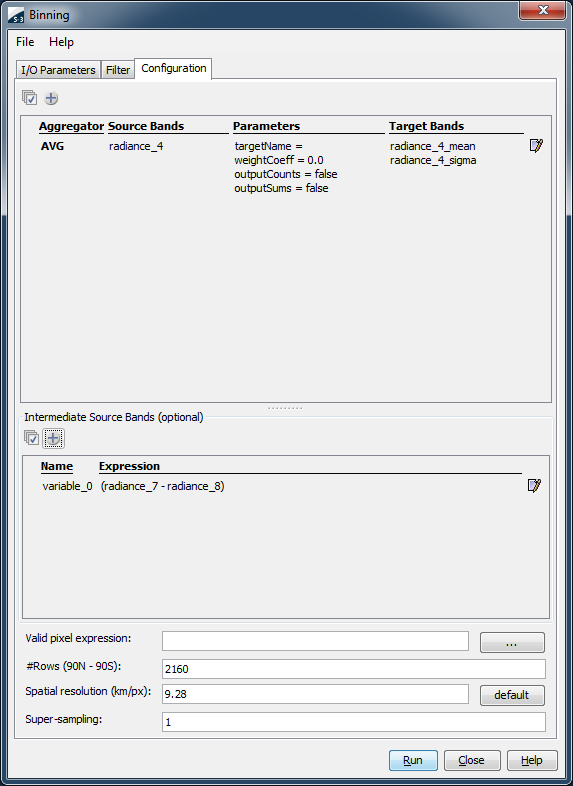 S-3 Binning
File Help
I/O Parameters Filter Configuration
Aggregator Source Bands Parameters Target Bands
AVG radiance_4 targetName = radiance_4_mean
weightCoeff = 0.0 radiance_4_sigma
outputCounts = false
outputSums = false
Intermediate Source Bands (optional)
Name Expression
variable_0 (radiance_7 - radiance_8)
Valid pixel expression: ...
#Rows (90N - 90S): 2160
Spatial resolution (km/px): 9.28 default
Super-sampling: 1
Run Close Help